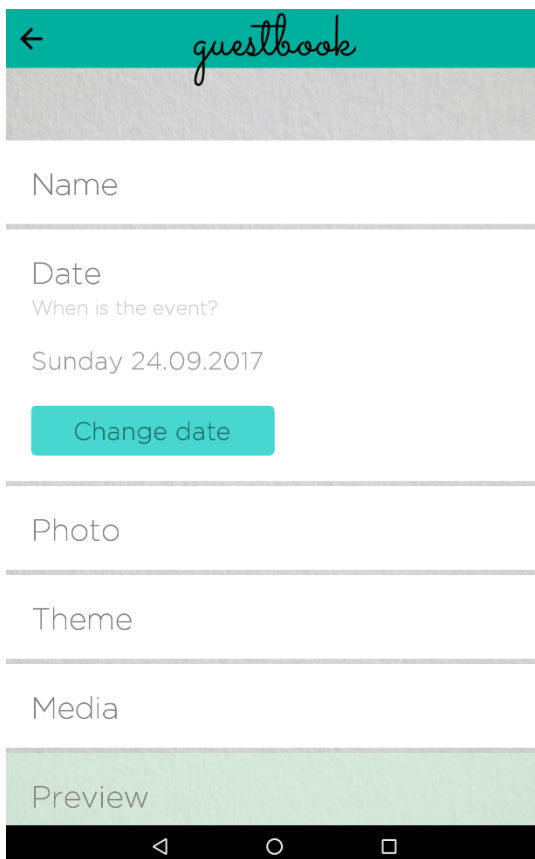 guestbook
Name
Date
When is the event?
Sunday 24.09.2017
Change date
Photo
Theme
Media
Preview